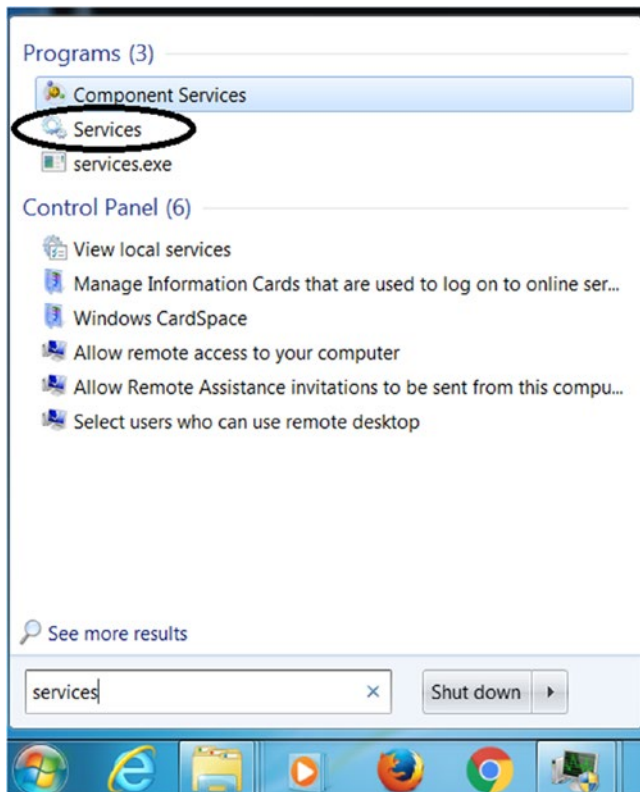 Programs (3)
Component Services
Services
services.exe
Control Panel (6)
View local services
Manage Information Cards that are used to log on to online ser...
Windows CardSpace
Allow remote access to your computer
Allow Remote Assistance invitations to be sent from this compu...
Select users who can use remote desktop
See more results
services
Shut down